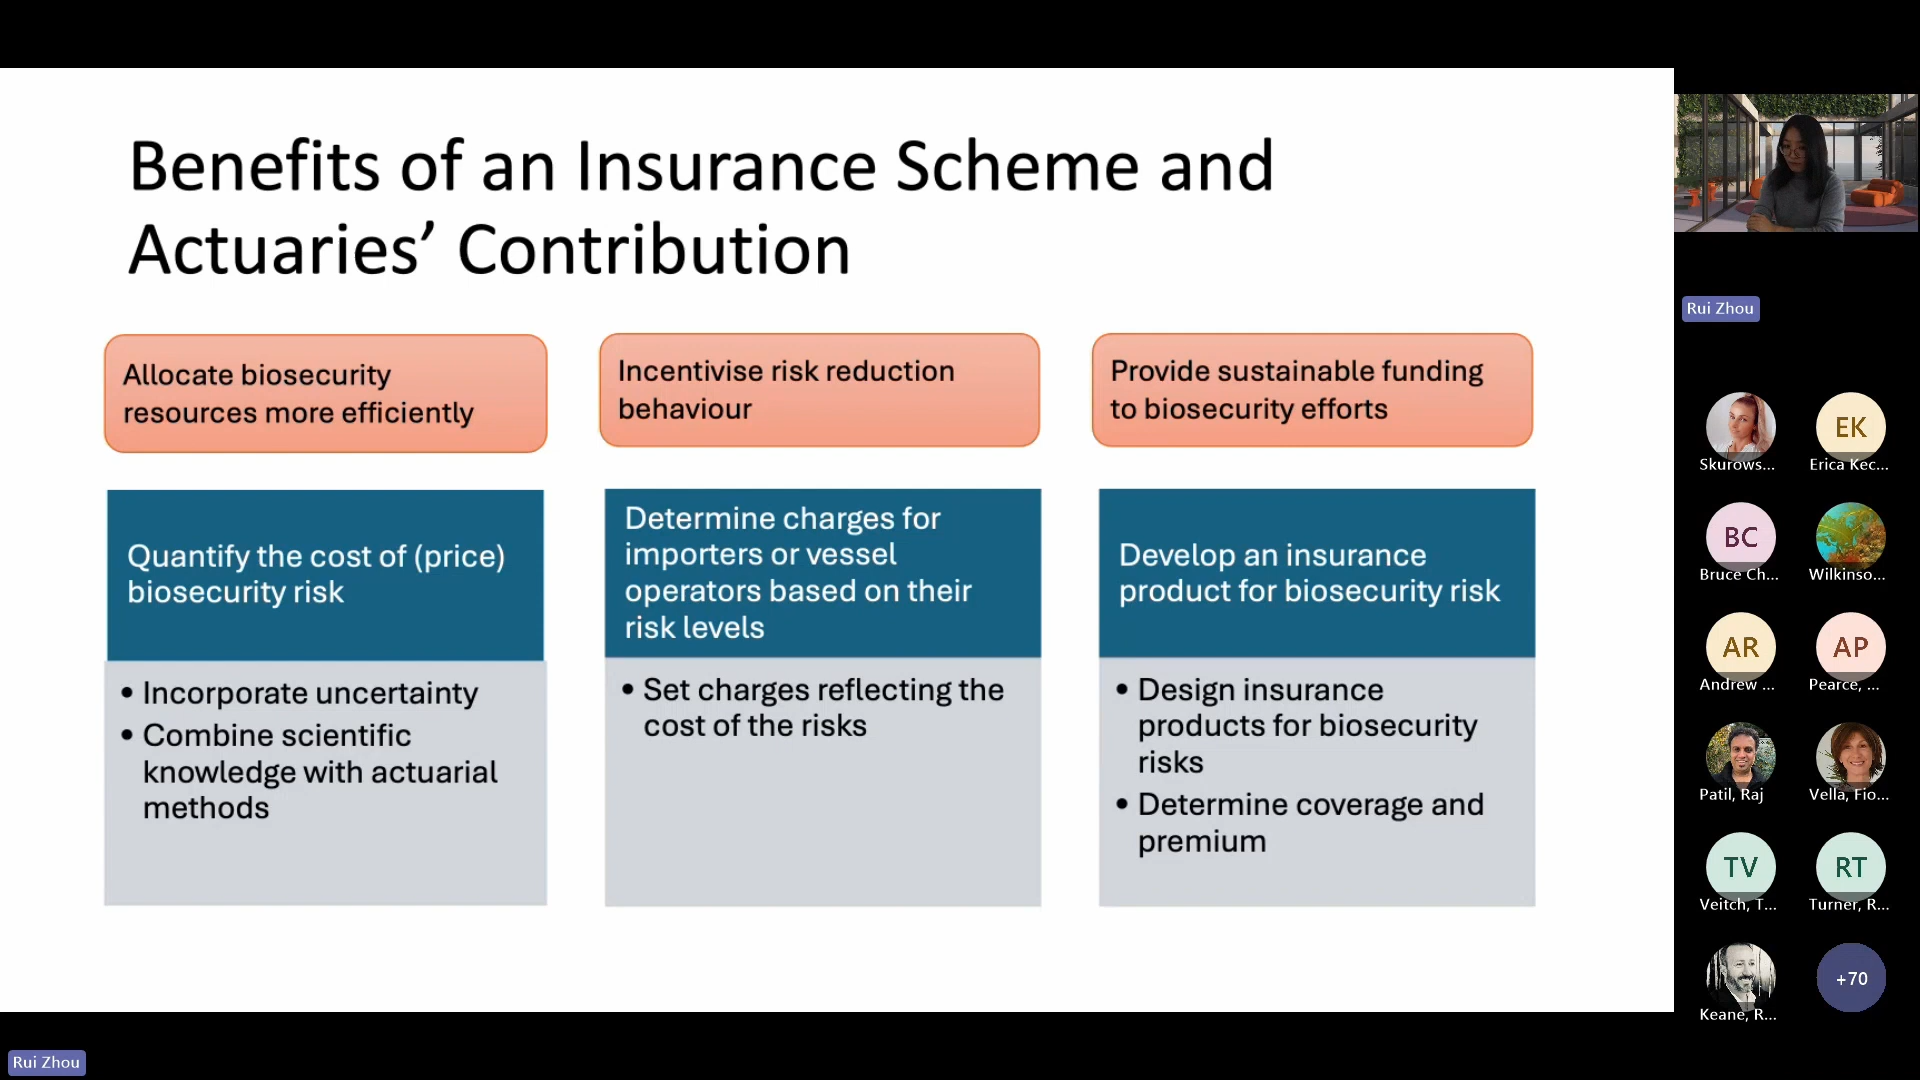 Benefits of an Insurance Scheme and
Actuaries’ Contribution
Allocate biosecurity
resources more efficiently
Incentivise risk reduction
behaviour
Provide sustainable funding
to biosecurity efforts
Quantify the cost of (price)
biosecurity risk
• Incorporate uncertainty
• Combine scientific
knowledge with actuarial
methods
Determine charges for
importers or vessel
operators based on their
risk levels
• Set charges reflecting the
cost of the risks
Develop an insurance
product for biosecurity risk
• Design insurance
products for biosecurity
risks
• Determine coverage and
premium
Rui Zhou
Skurows...
EK
Erica Kec...
BC
Bruce Ch...
Wilkinso...
AR
Andrew ...
AP
Pearce, ...
Patil, Raj
Vella, Fio...
TV
Veitch, T...
RT
Turner, R...
Keane, R...
+70
Rui Zhou